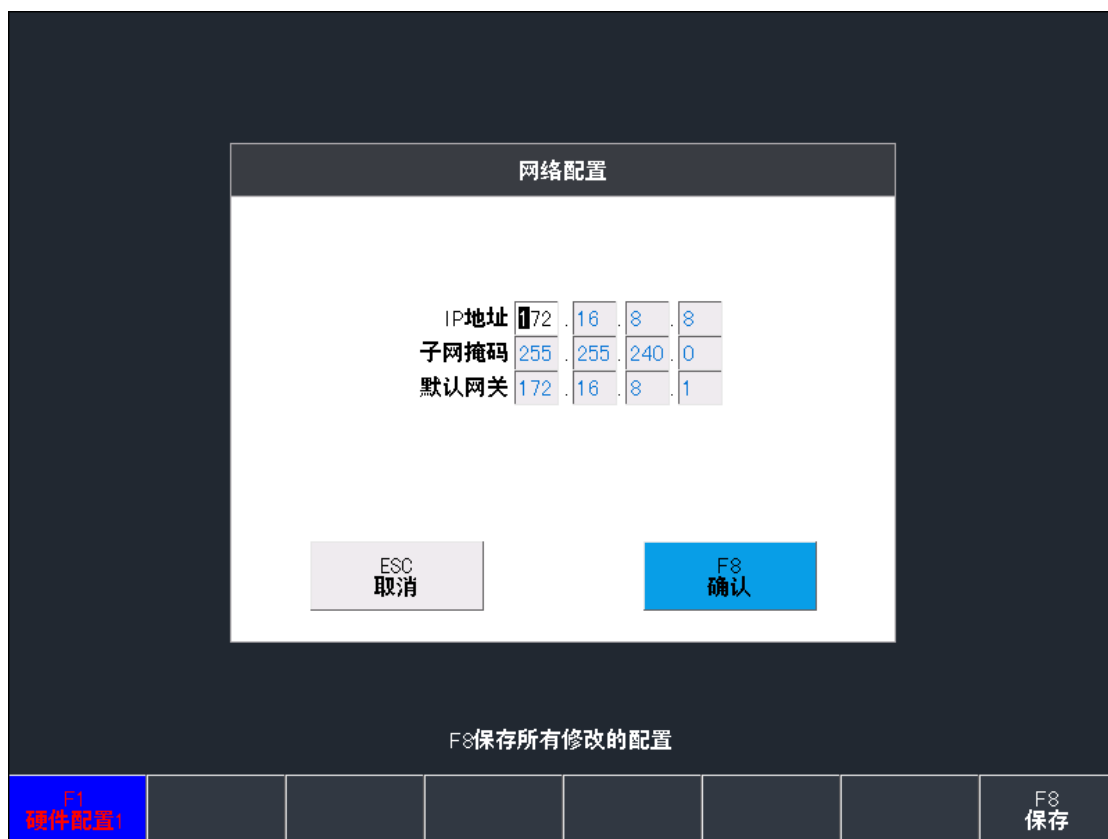 网络配置
IP地址 172.16.8.8
子网掩码 255.255.240.0
默认网关 172.16.8.1
ESC
取消
F8
确认
F8保存所有修改的配置
F1
硬件配置1
F8
保存